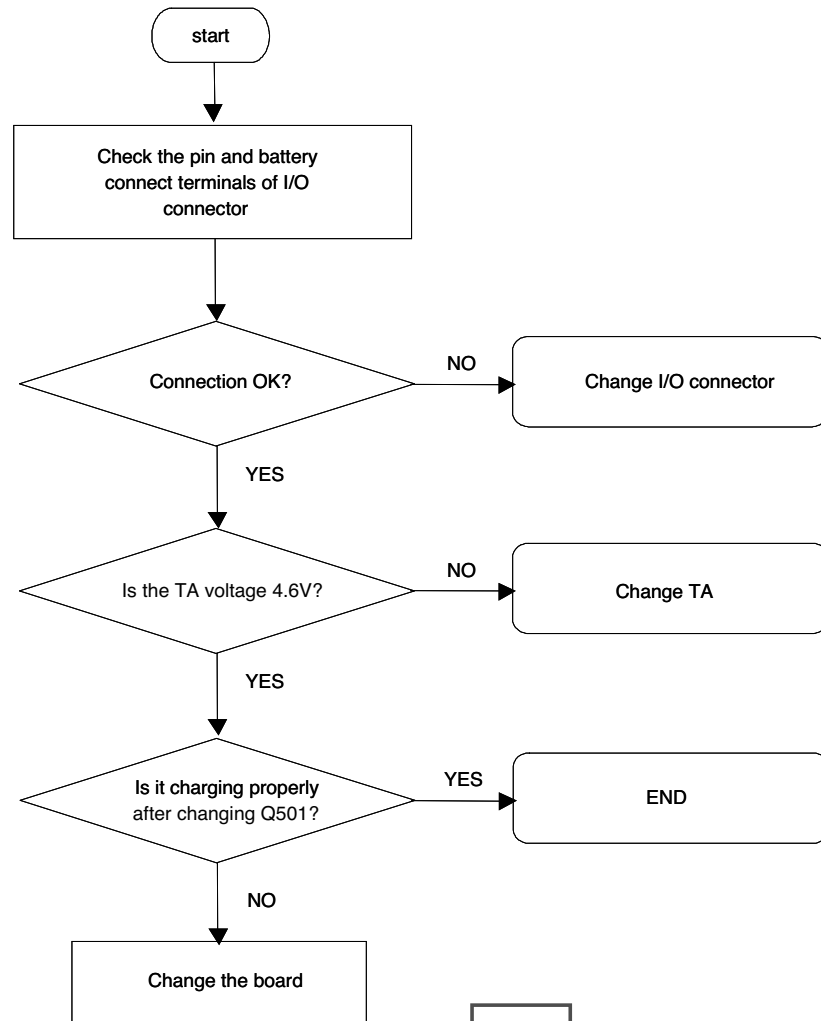 start
Check the pin and battery
connect terminals of I/O
connector
Connection OK?
NO
Change I/O connector
YES
Is the TA voltage 4.6V?
NO
Change TA
YES
Is it charging properly
after changing Q501?
YES
END
NO
Change the board